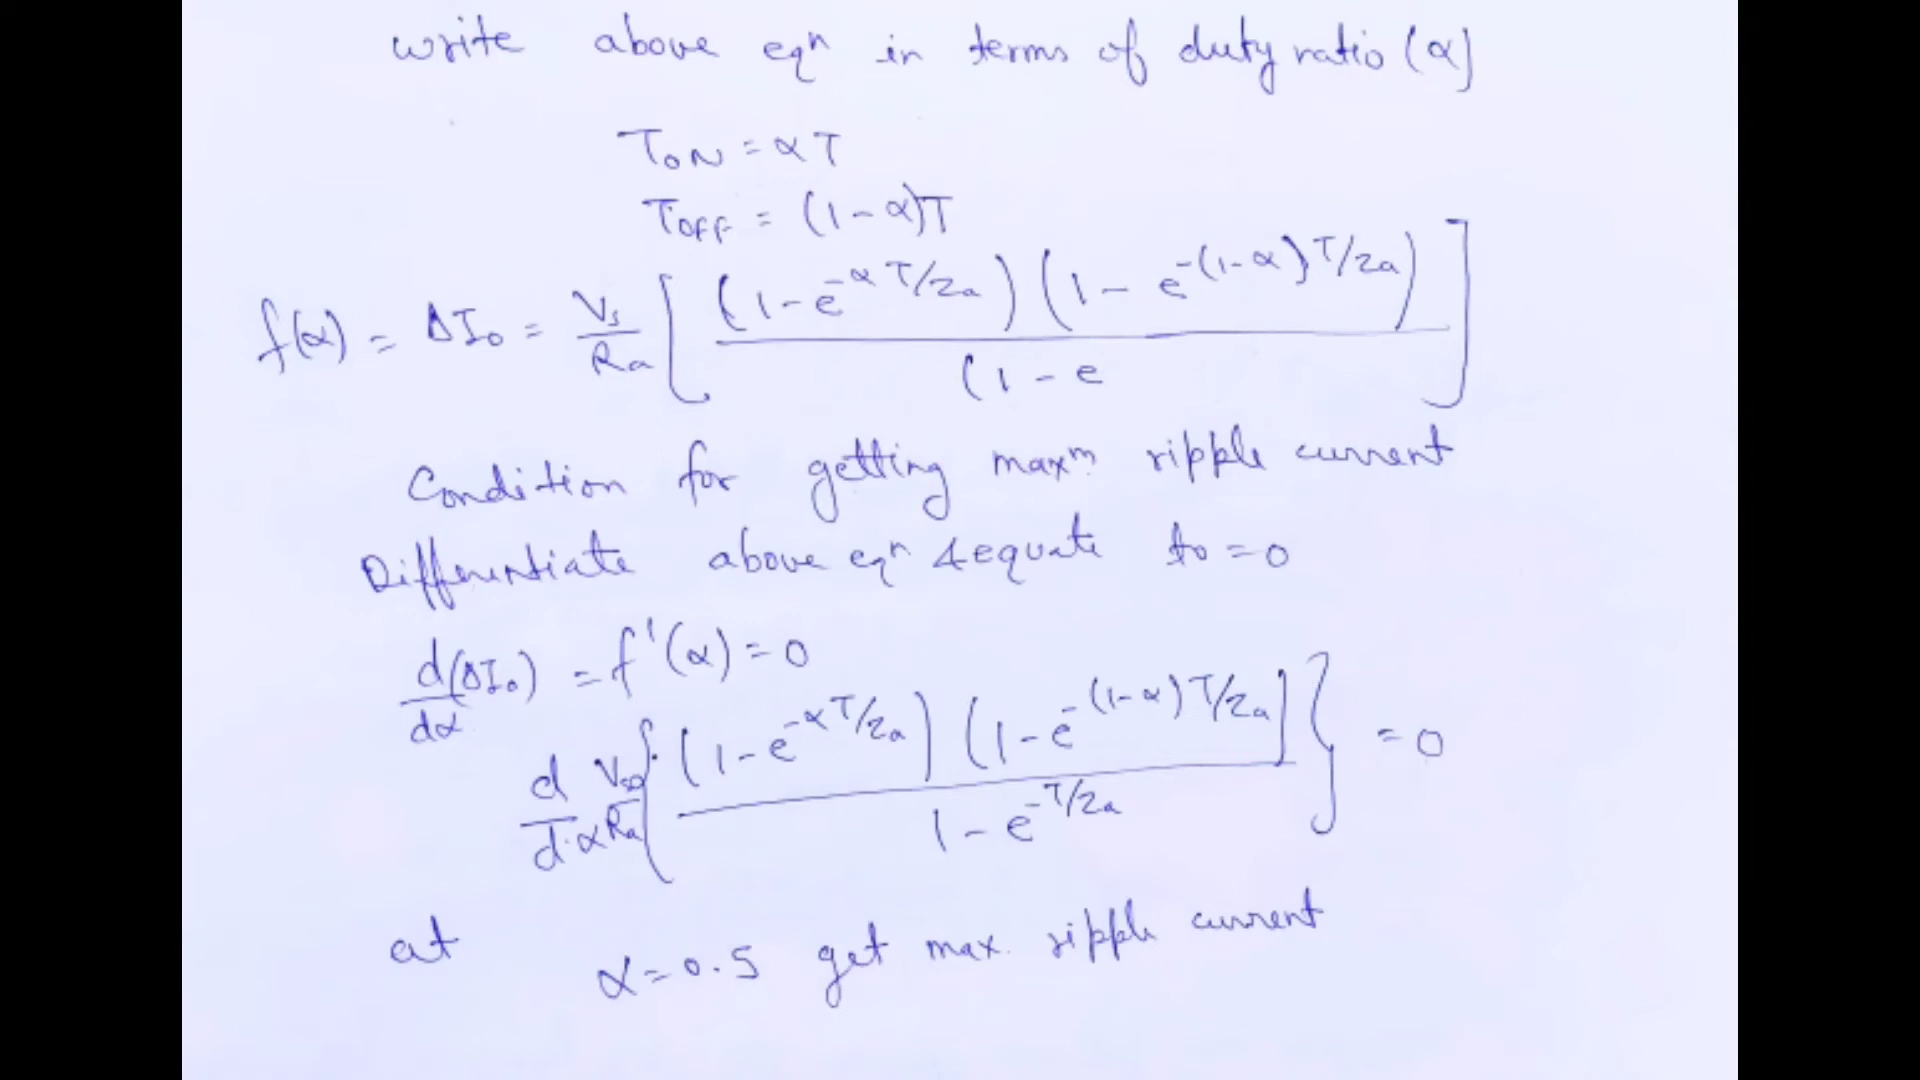 write above eqn in terms of duty ratio (α)
TON = αT
TOFF = (1-α)T
f(α) = ΔI₀ = Vs/Ra [ (1-e^-αT/2a) (1-e^-(1-α)T/2a) / (1-e ]
Condition for getting maxm ripple current
Differentiate above eqn & equate to = 0
d(ΔI₀)/dα = f'(α) = 0
d/dα Vs/Ra { (1-e^-αT/2a) (1-e^-(1-α)T/2a] / 1-e^-T/2a } = 0
at α = 0.5 get max. ripple current